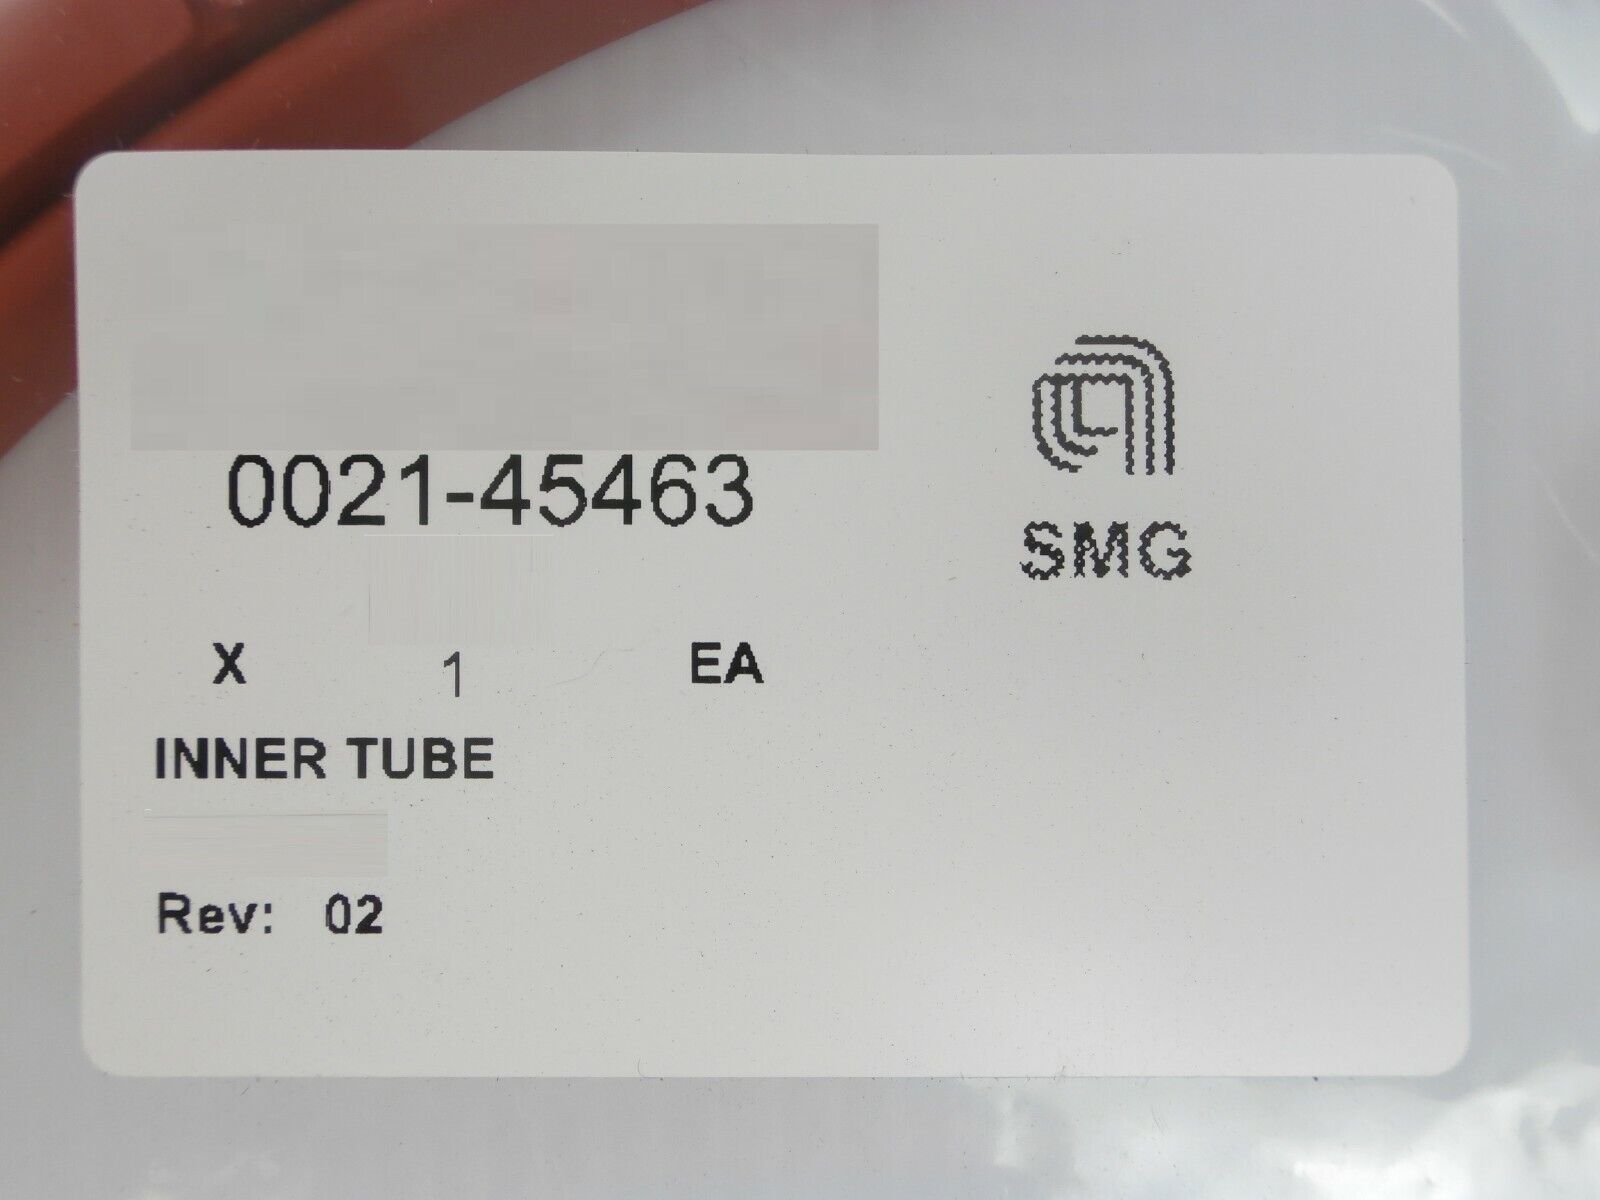 0021-45463
SMG
X 1 EA
INNER TUBE
Rev: 02